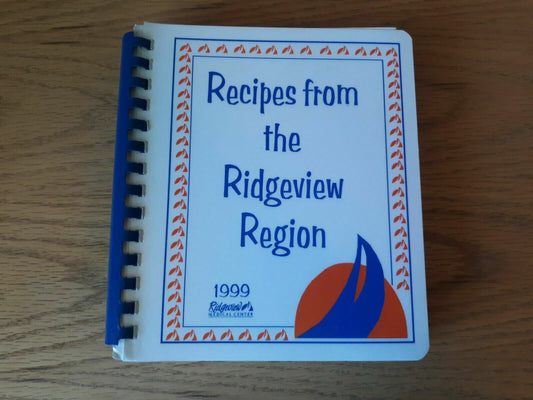 Recipes from
the
Ridgeview
Region
1999
Ridgeview
MEDICAL CENTER